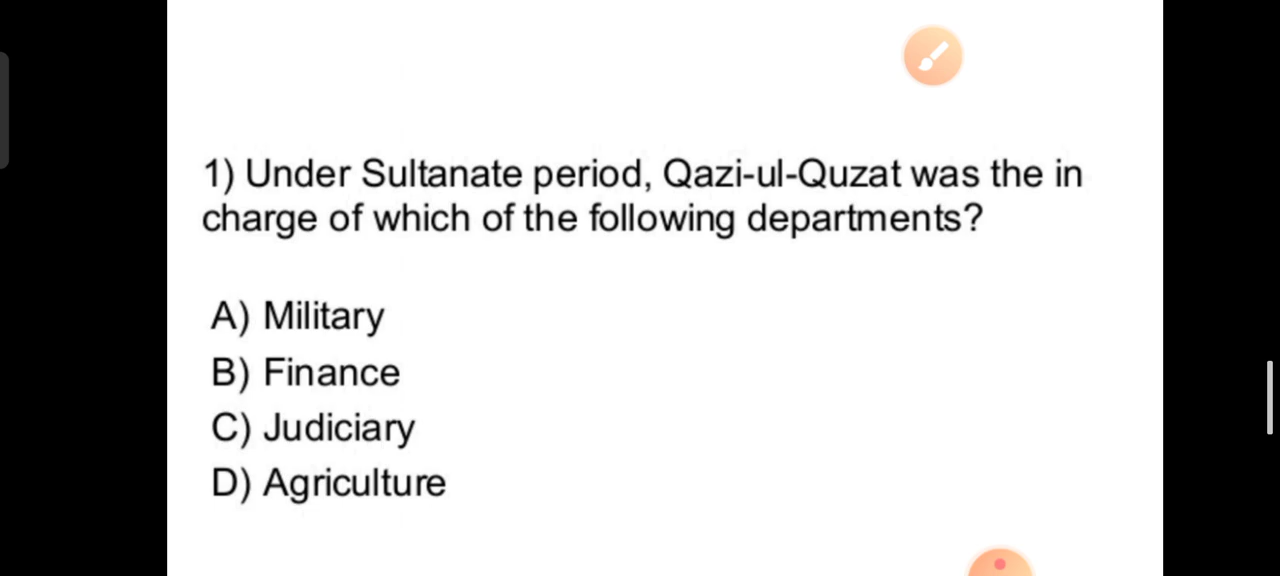 1) Under Sultanate period, Qazi-ul-Quzat was the in
charge of which of the following departments?
A) Military
B) Finance
C) Judiciary
D) Agriculture